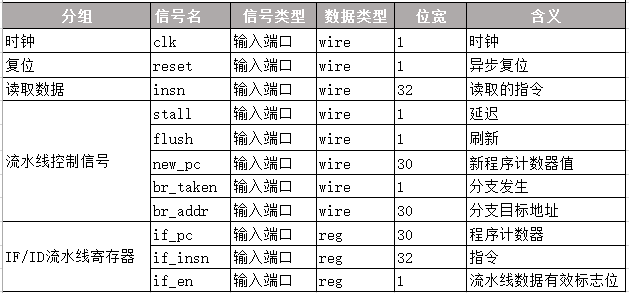 分组 信号名 信号类型 数据类型 位宽 含义
时钟 clk 输入端口 wire 1 时钟
复位 reset 输入端口 wire 1 异步复位
读取数据 insn 输入端口 wire 32 读取的指令
流水线控制信号 stall 输入端口 wire 1 延迟
flush 输入端口 wire 1 刷新
new_pc 输入端口 wire 30 新程序计数器值
br_taken 输入端口 wire 1 分支发生
br_addr 输入端口 wire 30 分支目标地址
IF/ID流水线寄存器 if_pc 输入端口 reg 30 程序计数器
if_insn 输入端口 reg 32 指令
if_en 输入端口 reg 1 流水线数据有效标志位